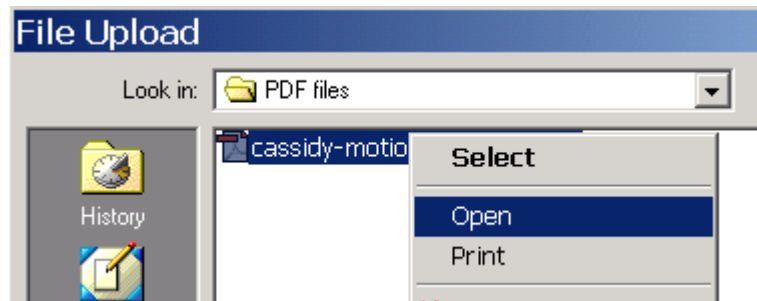 File Upload
Look in: PDF files
cassidy-motio
Select
History
Open
Print